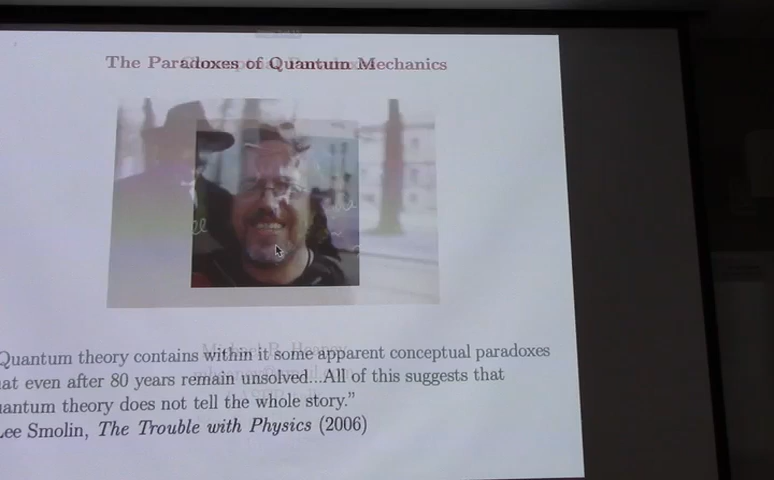 The Paradoxes of Quantum Mechanics
Quantum theory contains within it some apparent conceptual paradoxes
at even after 80 years remain unsolved...All of this suggests that
antum theory does not tell the whole story."
Lee Smolin, The Trouble with Physics (2006)